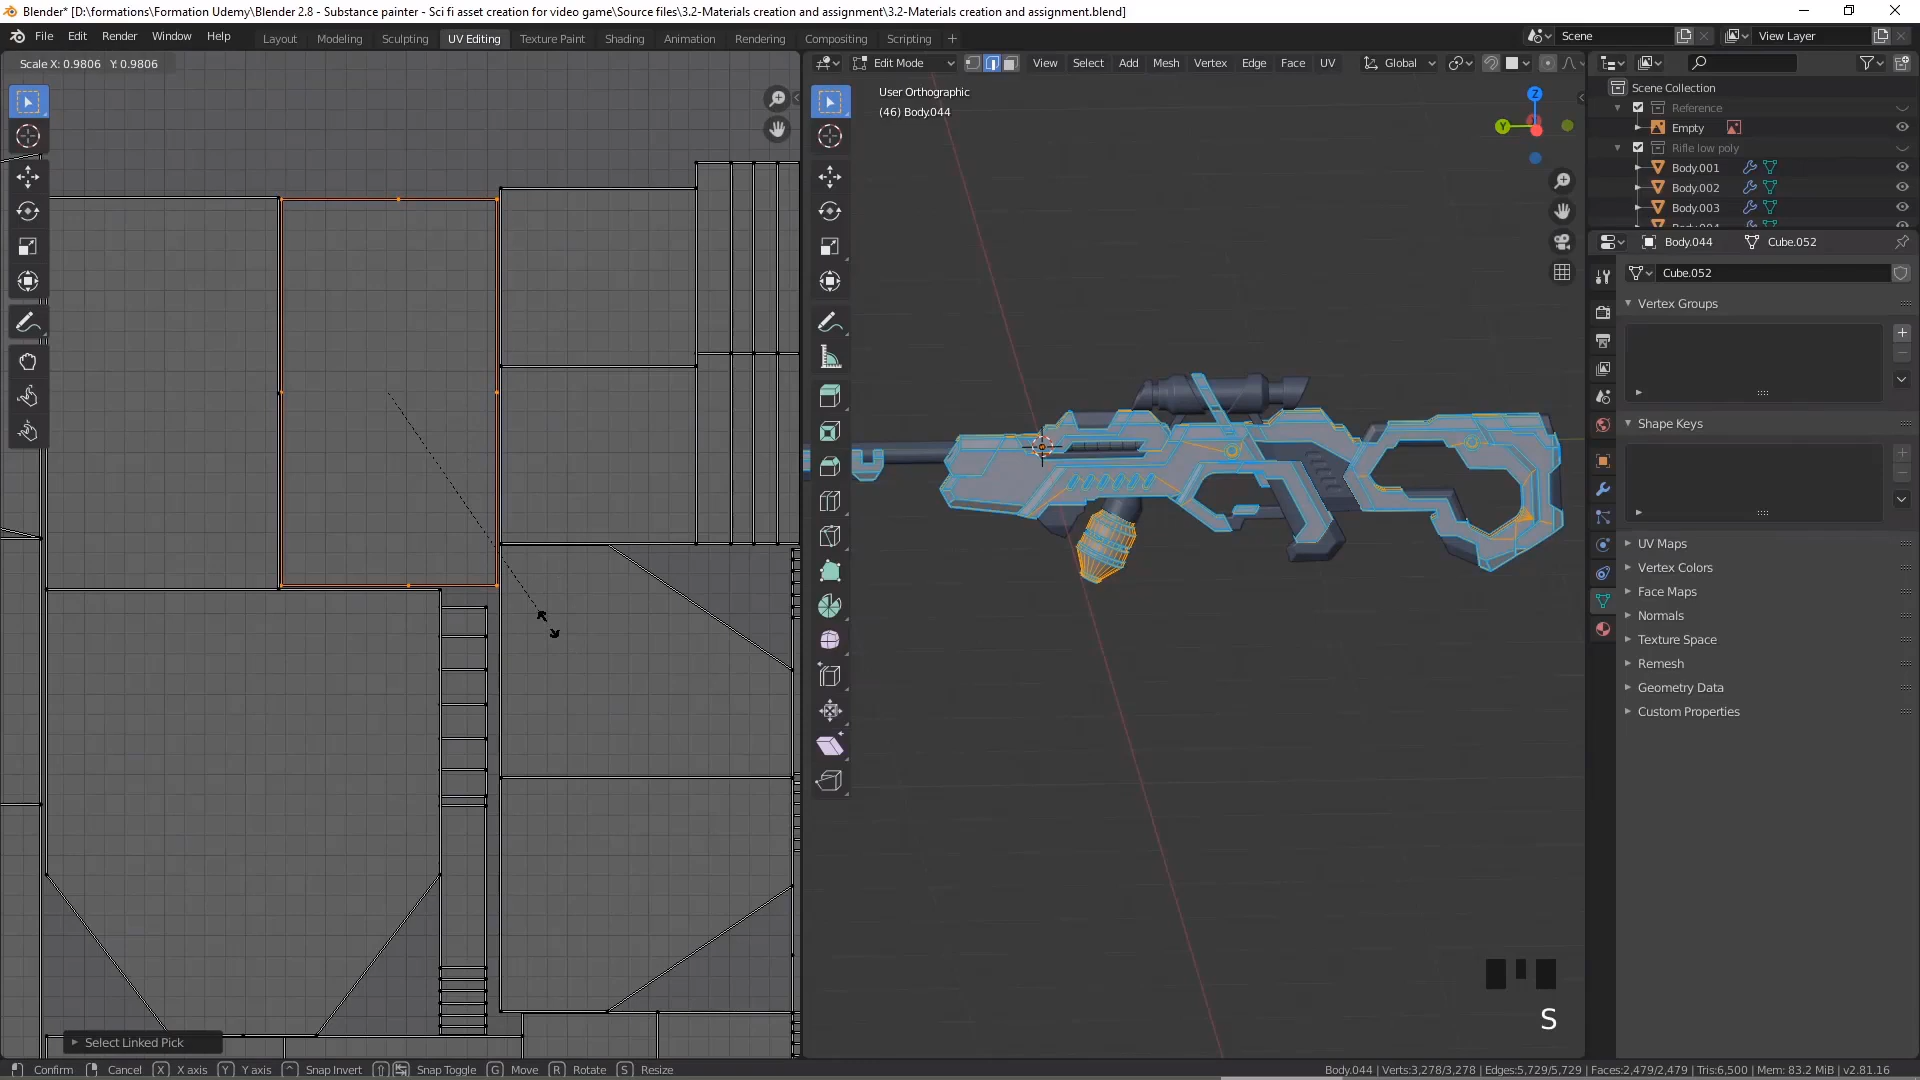 Blender* [D:\formations\Formation Udemy\Blender 2.8 - Substance painter - Sci fi asset creation for video game\Source files\3.2-Materials creation and assignment\3.2-Materials creation and assignment.blend]
File Edit Render Window Help Layout Modeling Sculpting UV Editing Texture Paint Shading Animation Rendering Compositing Scripting + Scene View Layer
Scale X: 0.9806 Y: 0.9806
Edit Mode View Select Add Mesh Vertex Edge Face UV Global
User Orthographic
(46) Body.044
Z
Y
Scene Collection
Reference
Empty
Rifle low poly
Body.001
Body.002
Body.003
Body.044 Cube.052
Cube.052
Vertex Groups
Shape Keys
UV Maps
Vertex Colors
Face Maps
Normals
Texture Space
Remesh
Geometry Data
Custom Properties
S
Select Linked Pick
Confirm Cancel X X axis Y Y axis Snap Invert Snap Toggle G Move R Rotate S Resize
Body.044 | Verts:3,278/3,278 | Edges:5,729/5,729 | Faces:2,479/2,479 | Tris:6,500 | Mem: 83.2 MiB | v2.81.16